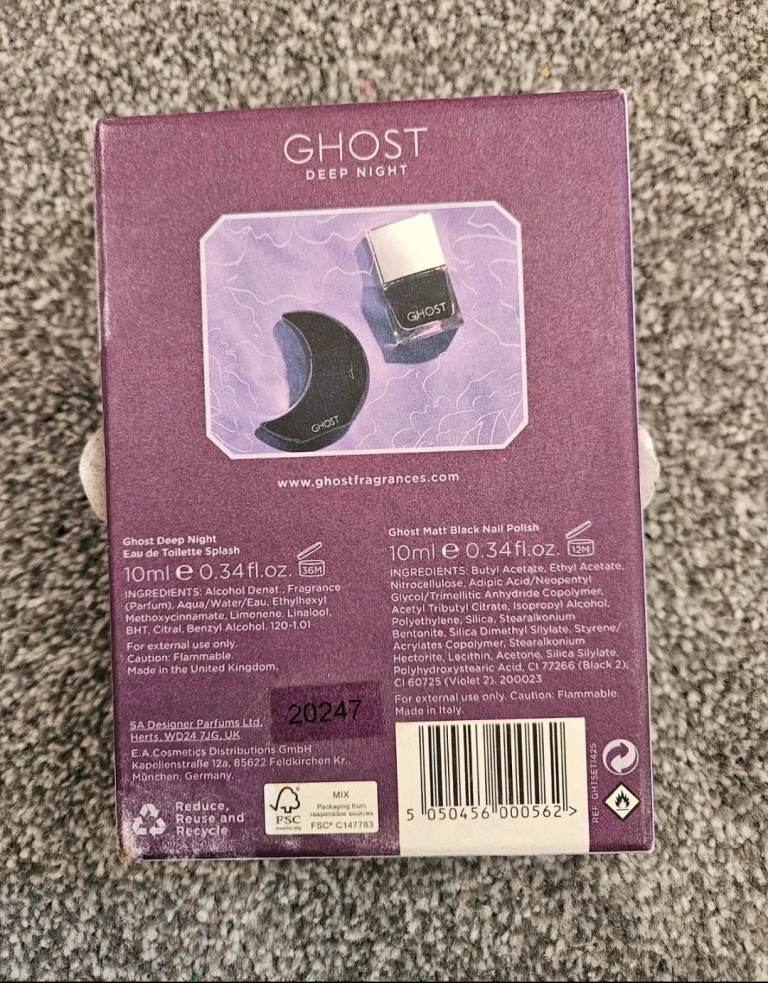 GHOST
DEEP NIGHT
GHOST
GHOST
www.ghostfragrances.com
Ghost Deep Night
Eau de Toilette Splash
10ml e 0.34fl.oz. 36M
INGREDIENTS: Alcohol Denat., Fragrance
(Parfum), Aqua/Water/Eau, Ethylhexyl
Methoxycinnamate, Limonene, Linalool,
BHT, Citral, Benzyl Alcohol. 120-1.01
For external use only.
Caution: Flammable.
Made in the United Kingdom.
20247
SA Designer Parfums Ltd,
Herts. WD24 7JG, UK
E.A.Cosmetics Distributions GmbH
Kapellenstraße 12a, 85622 Feldkirchen Kr.,
München, Germany.
Reduce,
Reuse and
Recycle
FSC
www.fsc.org
MIX
Packaging from
responsible sources
FSC® C147783
Ghost Matt Black Nail Polish
10ml e 0.34fl.oz. 12M
INGREDIENTS: Butyl Acetate, Ethyl Acetate,
Nitrocellulose, Adipic Acid/Neopentyl
Glycol/Trimellitic Anhydride Copolymer,
Acetyl Tributyl Citrate, Isopropyl Alcohol,
Polyethylene, Silica, Stearalkonium
Bentonite, Silica Dimethyl Silylate, Styrene/
Acrylates Copolymer, Stearalkonium
Hectorite, Lecithin, Acetone, Silica Silylate,
Polyhydroxystearic Acid, CI 77266 (Black 2),
CI 60725 (Violet 2). 200023
For external use only. Caution: Flammable.
Made in Italy.
5 050456 000562 >
REF: GHTSET1425